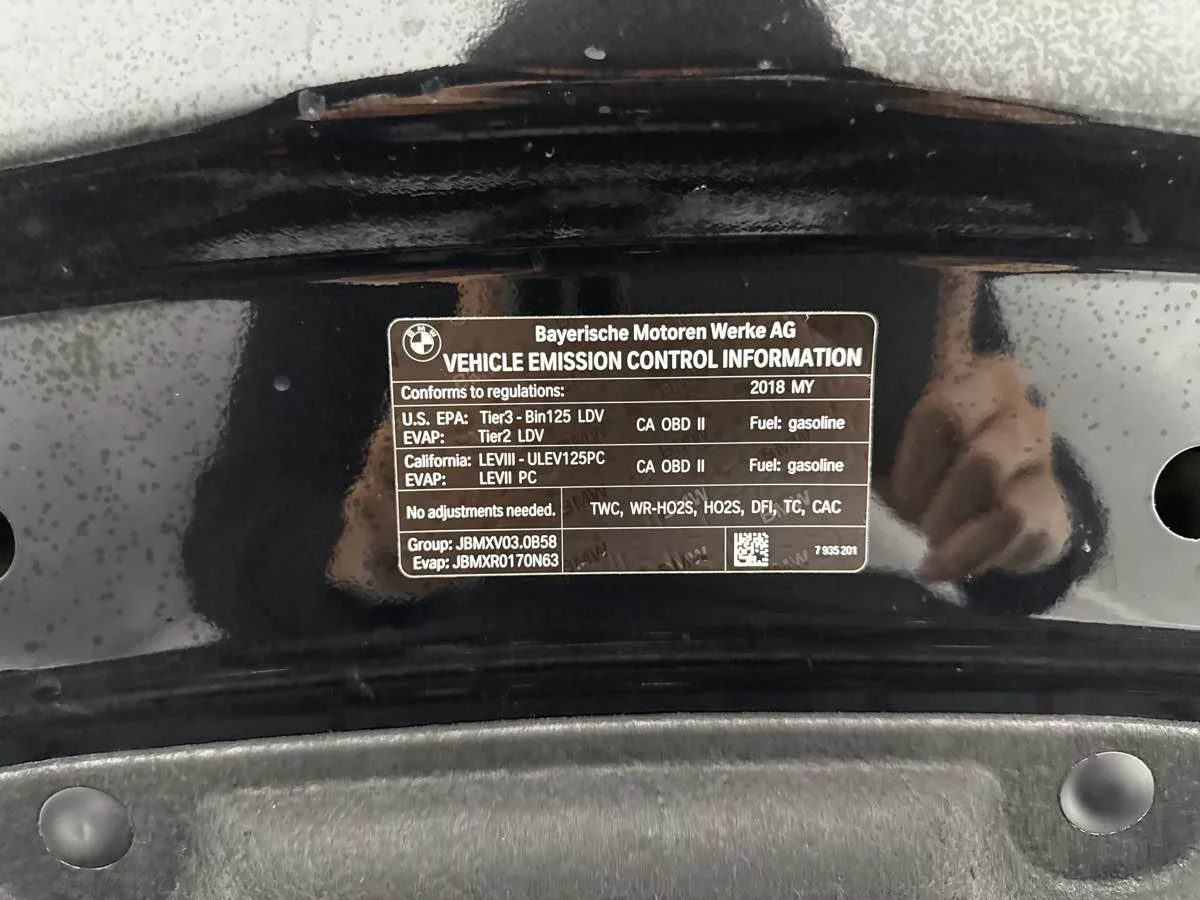 BMW
Bayerische Motoren Werke AG
VEHICLE EMISSION CONTROL INFORMATION
Conforms to regulations: 2018 MY
U.S. EPA: Tier3 - Bin125 LDV CA OBD II Fuel: gasoline
EVAP: Tier2 LDV
California: LEVIII - ULEV125PC CA OBD II Fuel: gasoline
EVAP: LEVII PC
No adjustments needed. TWC, WR-HO2S, HO2S, DFI, TC, CAC
Group: JBMXV03.0B58
Evap: JBMXR0170N63
7 935 201